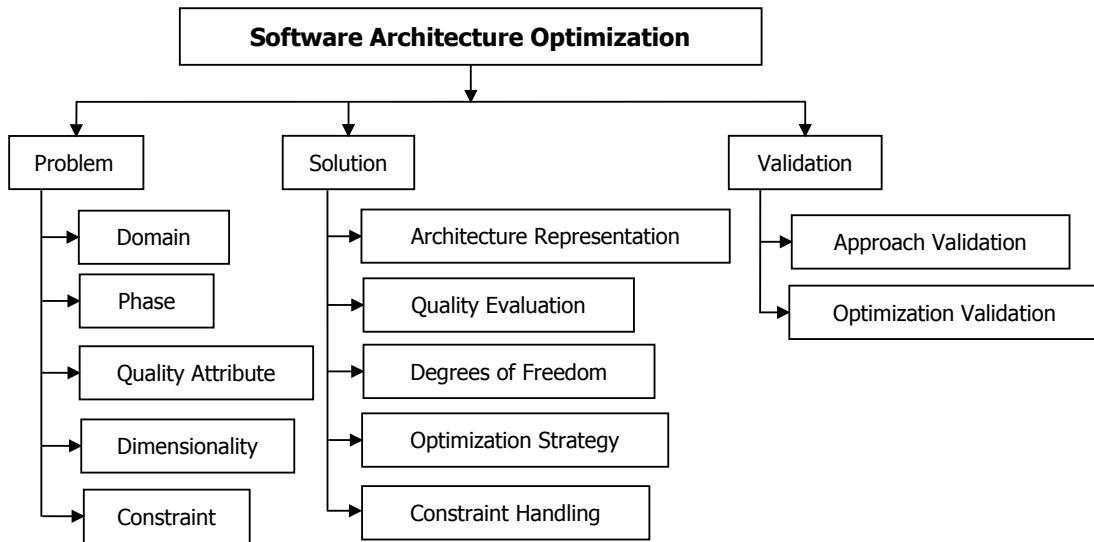 Software Architecture Optimization
Problem
Domain
Phase
Quality Attribute
Dimensionality
Constraint
Solution
Architecture Representation
Quality Evaluation
Degrees of Freedom
Optimization Strategy
Constraint Handling
Validation
Approach Validation
Optimization Validation